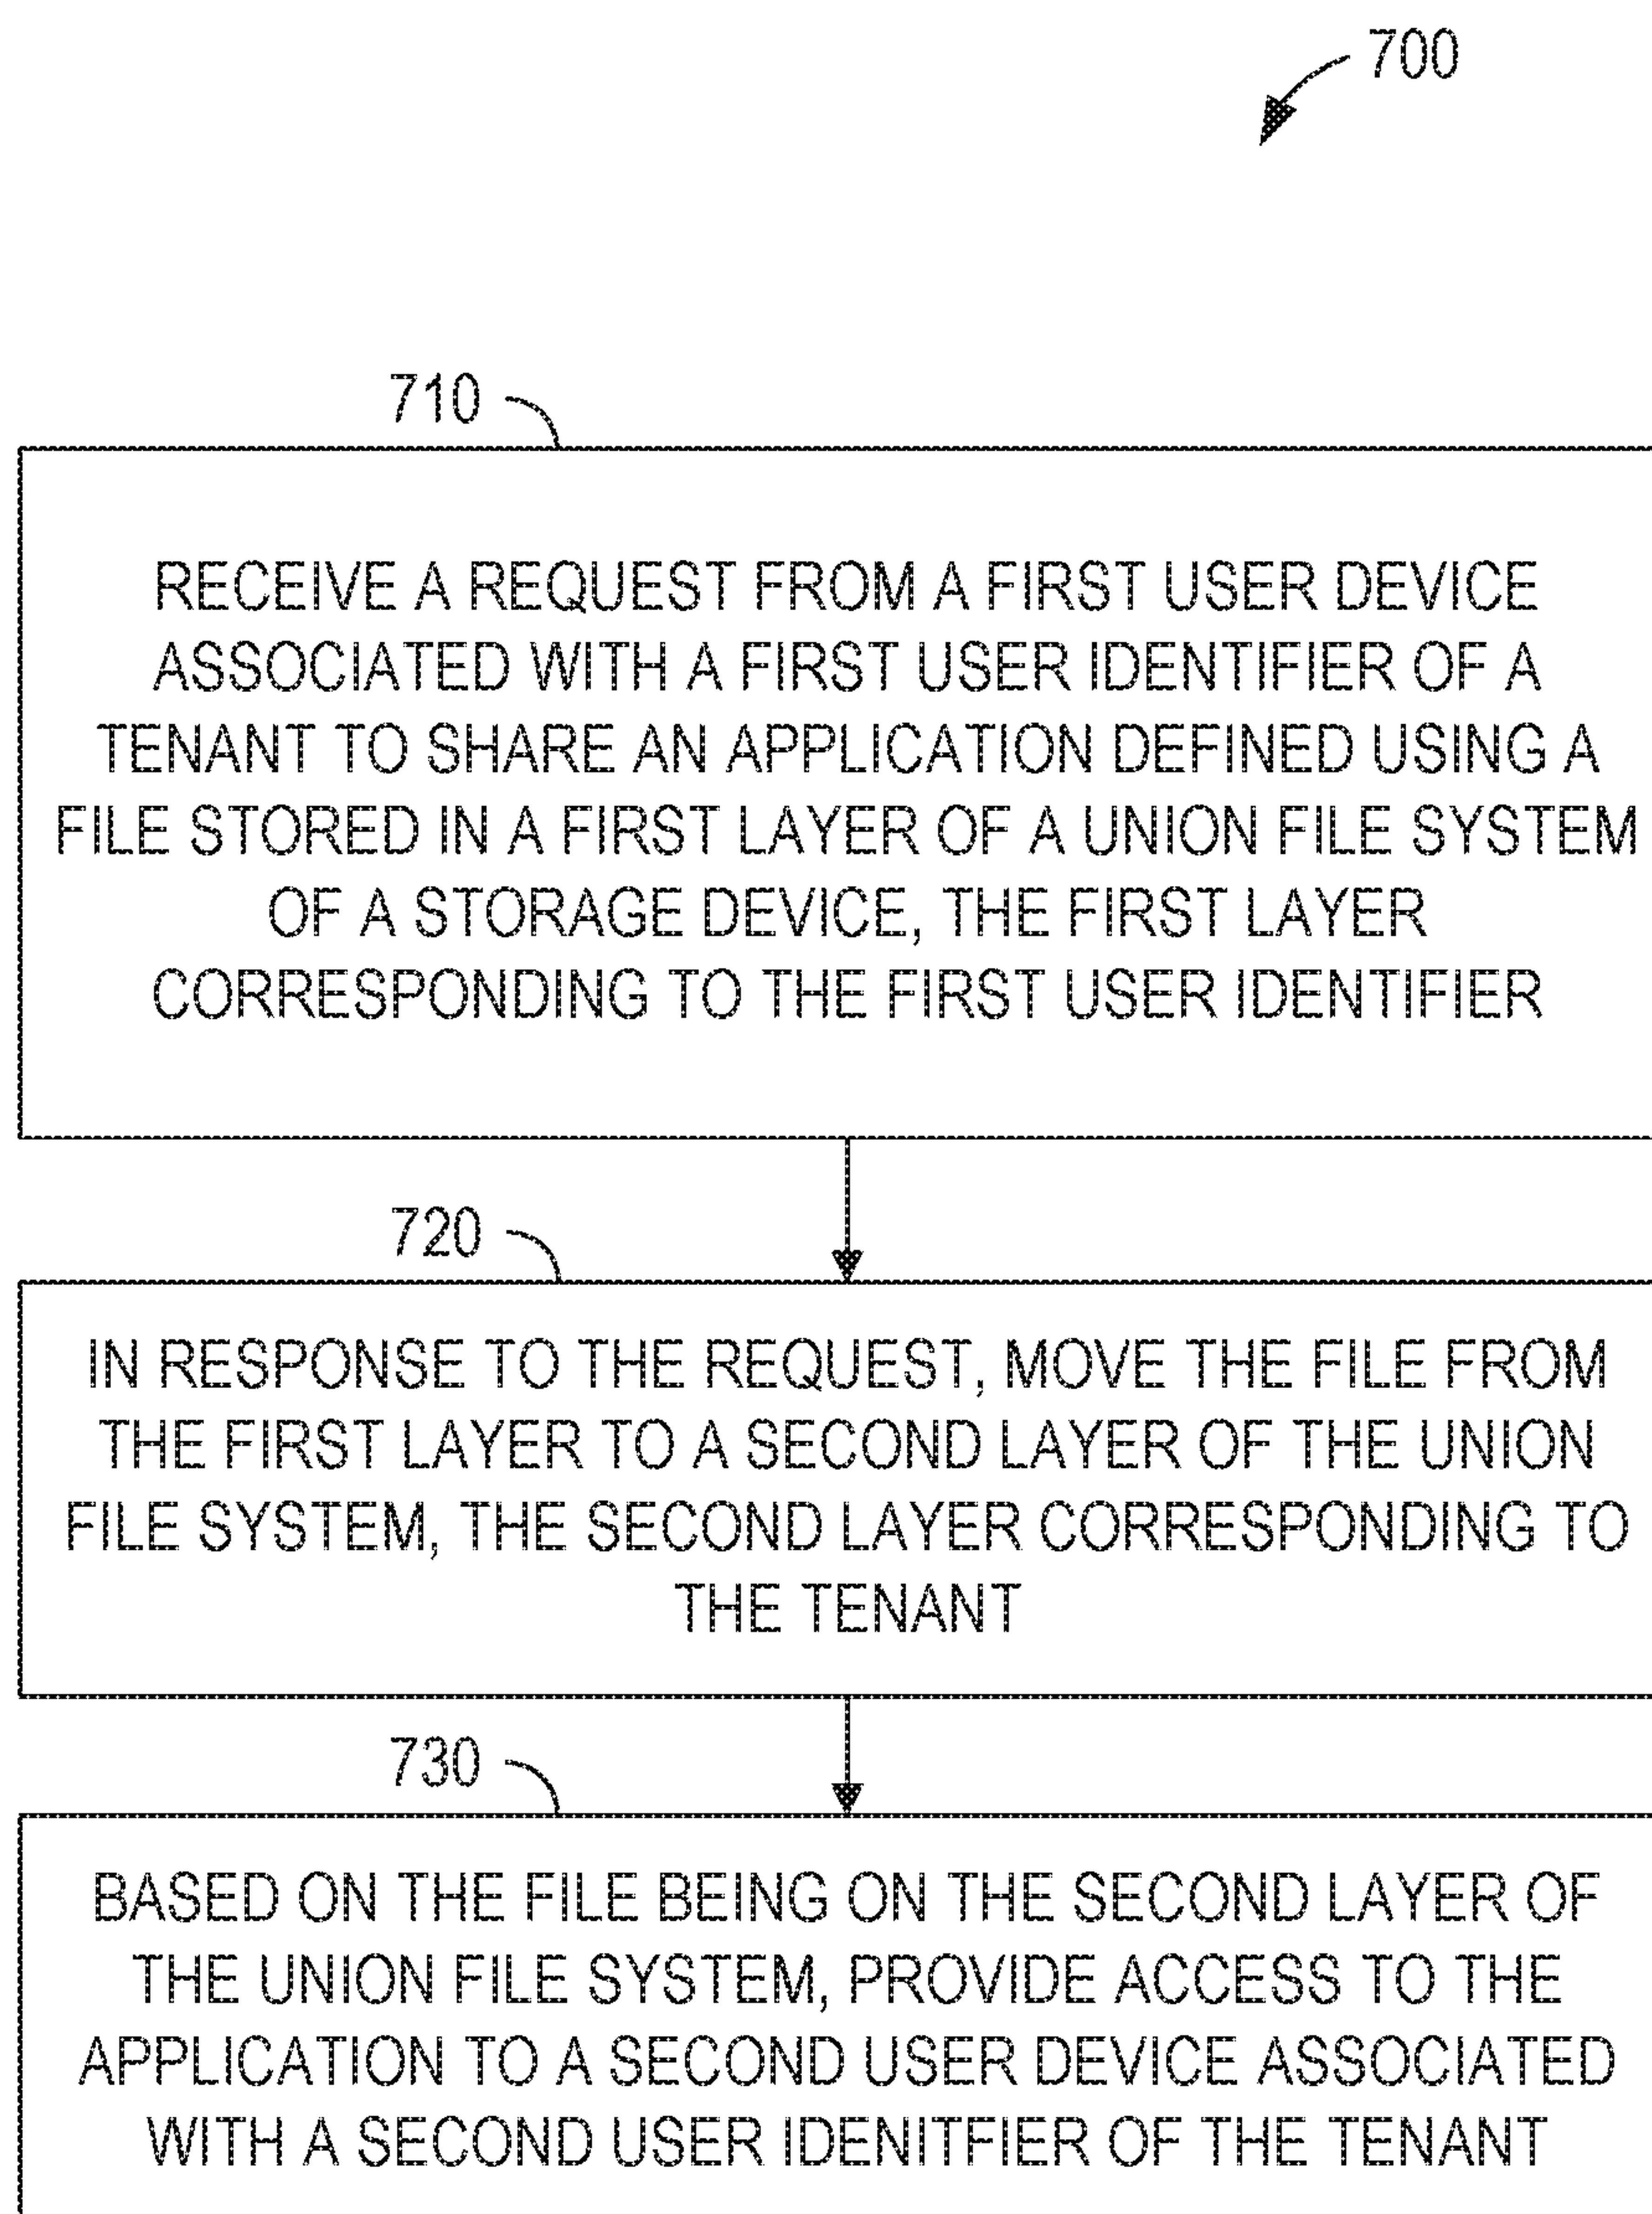 700
710
RECEIVE A REQUEST FROM A FIRST USER DEVICE
ASSOCIATED WITH A FIRST USER IDENTIFIER OF A
TENANT TO SHARE AN APPLICATION DEFINED USING A
FILE STORED IN A FIRST LAYER OF A UNION FILE SYSTEM
OF A STORAGE DEVICE, THE FIRST LAYER
CORRESPONDING TO THE FIRST USER IDENTIFIER
720
IN RESPONSE TO THE REQUEST, MOVE THE FILE FROM
THE FIRST LAYER TO A SECOND LAYER OF THE UNION
FILE SYSTEM, THE SECOND LAYER CORRESPONDING TO
THE TENANT
730
BASED ON THE FILE BEING ON THE SECOND LAYER OF
THE UNION FILE SYSTEM, PROVIDE ACCESS TO THE
APPLICATION TO A SECOND USER DEVICE ASSOCIATED
WITH A SECOND USER IDENITFIER OF THE TENANT